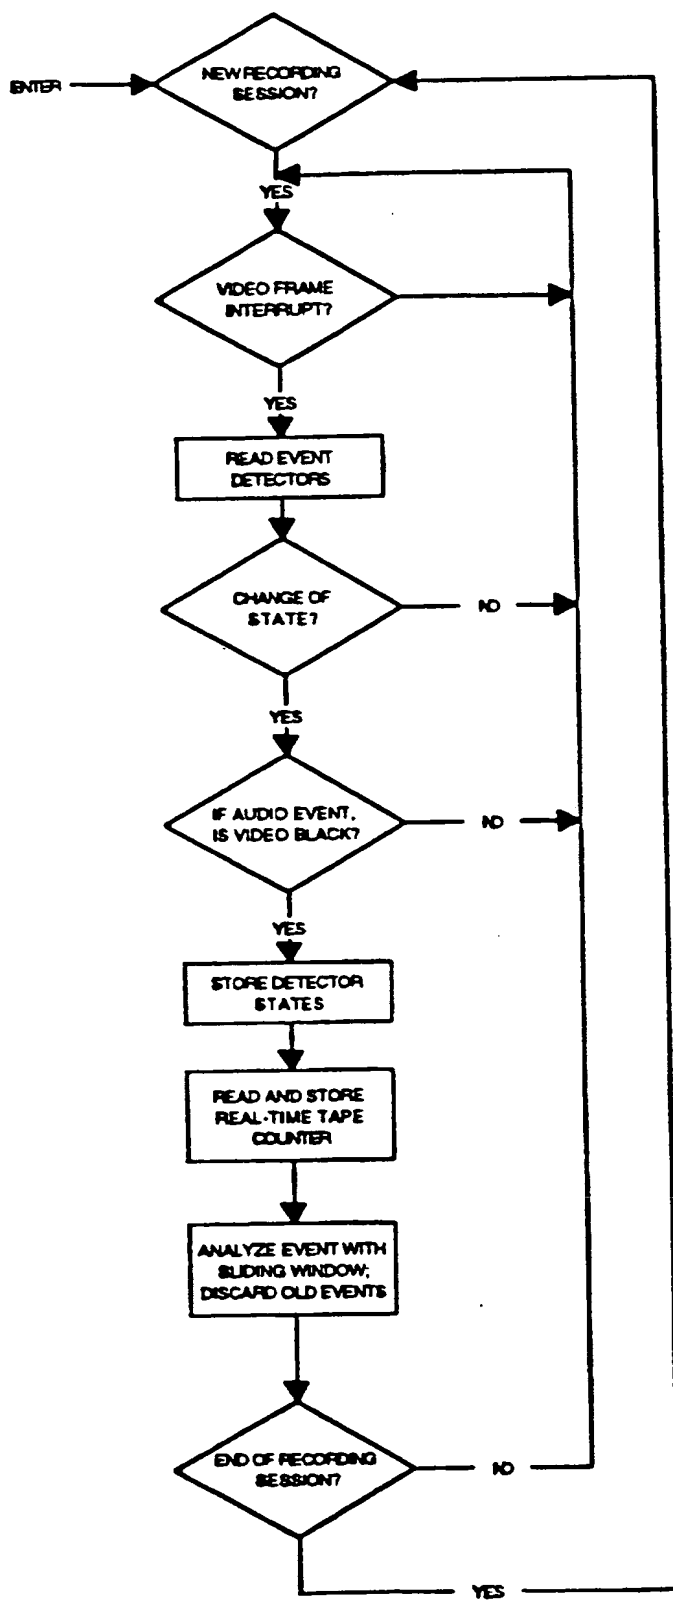 NEW RECORDING
SESSION?
ENTER
YES
VIDEO FRAME
INTERRUPT?
YES
READ EVENT
DETECTORS
CHANGE OF
STATE?
NO
YES
IF AUDIO EVENT,
IS VIDEO BLACK?
NO
YES
STORE DETECTOR
STATES
READ AND STORE
REAL-TIME TAPE
COUNTER
ANALYZE EVENT WITH
SLIDING WINDOW;
DISCARD OLD EVENTS
END OF RECORDING
SESSION?
NO
YES